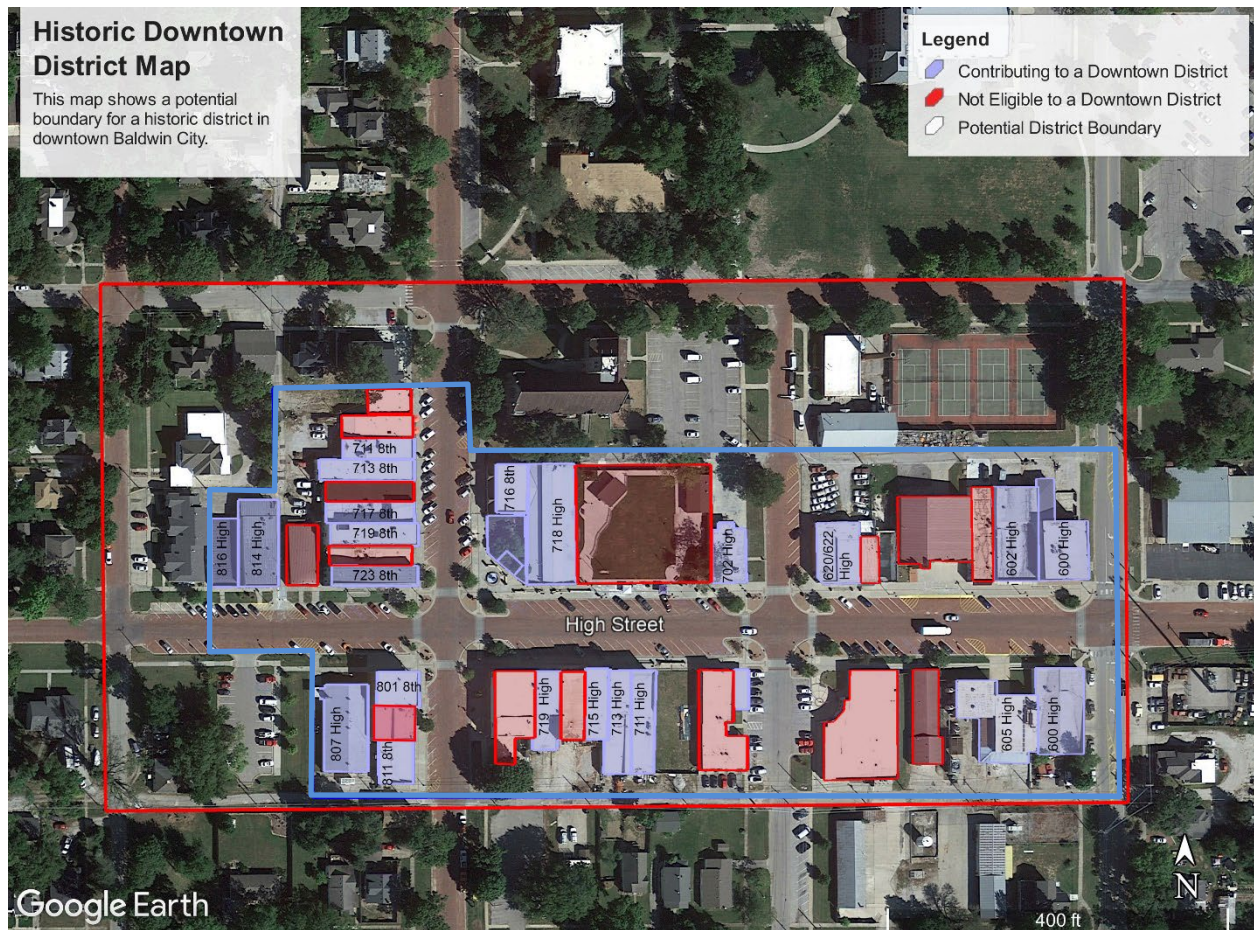 Historic Downtown
District Map
This map shows a potential
boundary for a historic district in
downtown Baldwin City.
Legend
Contributing to a Downtown District
Not Eligible to a Downtown District
Potential District Boundary
711 8th
713 8th
717 8th
719 8th
723 8th
816 High
814 High
716 8th
718 High
702 High
620/622
High
602 High
600 High
High Street
801 8th
807 High
811 8th
719 High
715 High
713 High
711 High
605 High
600 High
N
Google Earth
400 ft